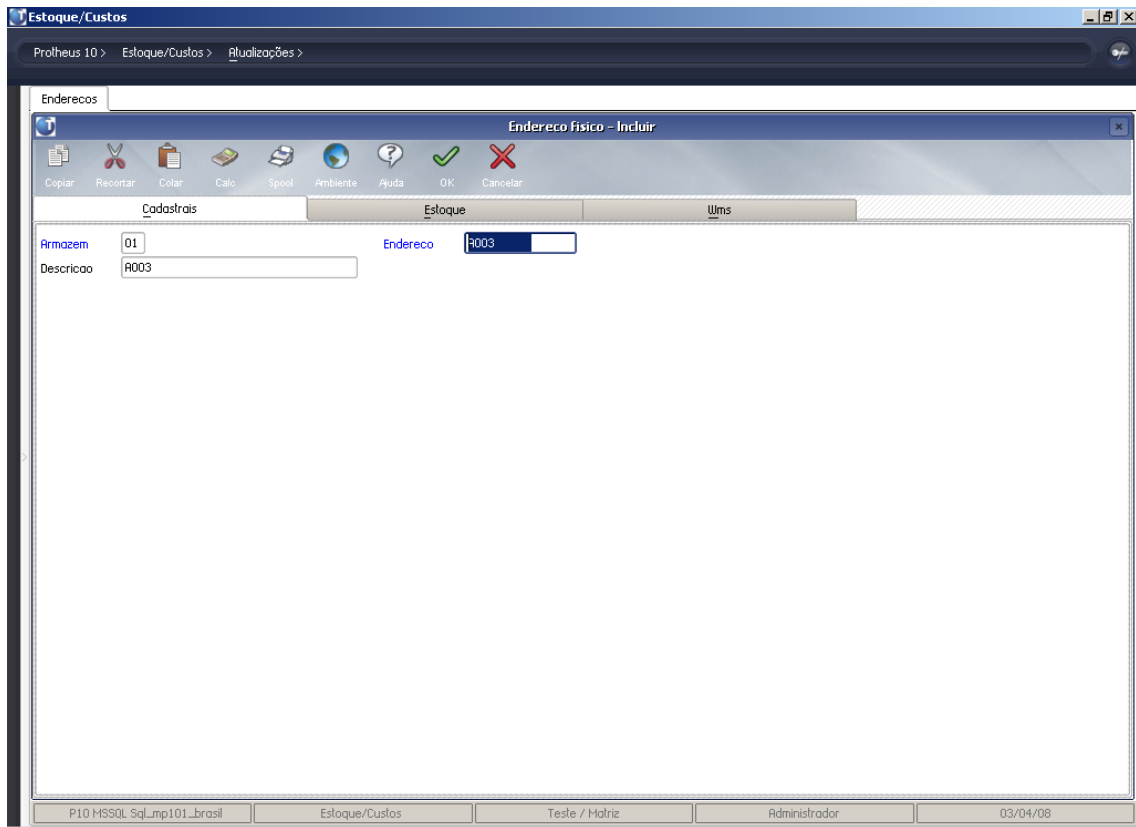 Estoque/Custos
Protheus 10 > Estoque/Custos > Atualizações >
Enderecos
Endereco fisico - Incluir
Copiar Recortar Colar Calc Spool Ambiente Ajuda OK Cancelar
Cadastrais Estoque Wms
Armazem 01 Endereco A003
Descricao A003
P10 MSSQL Sql_mp101_brasil Estoque/Custos Teste / Matriz Administrador 03/04/08